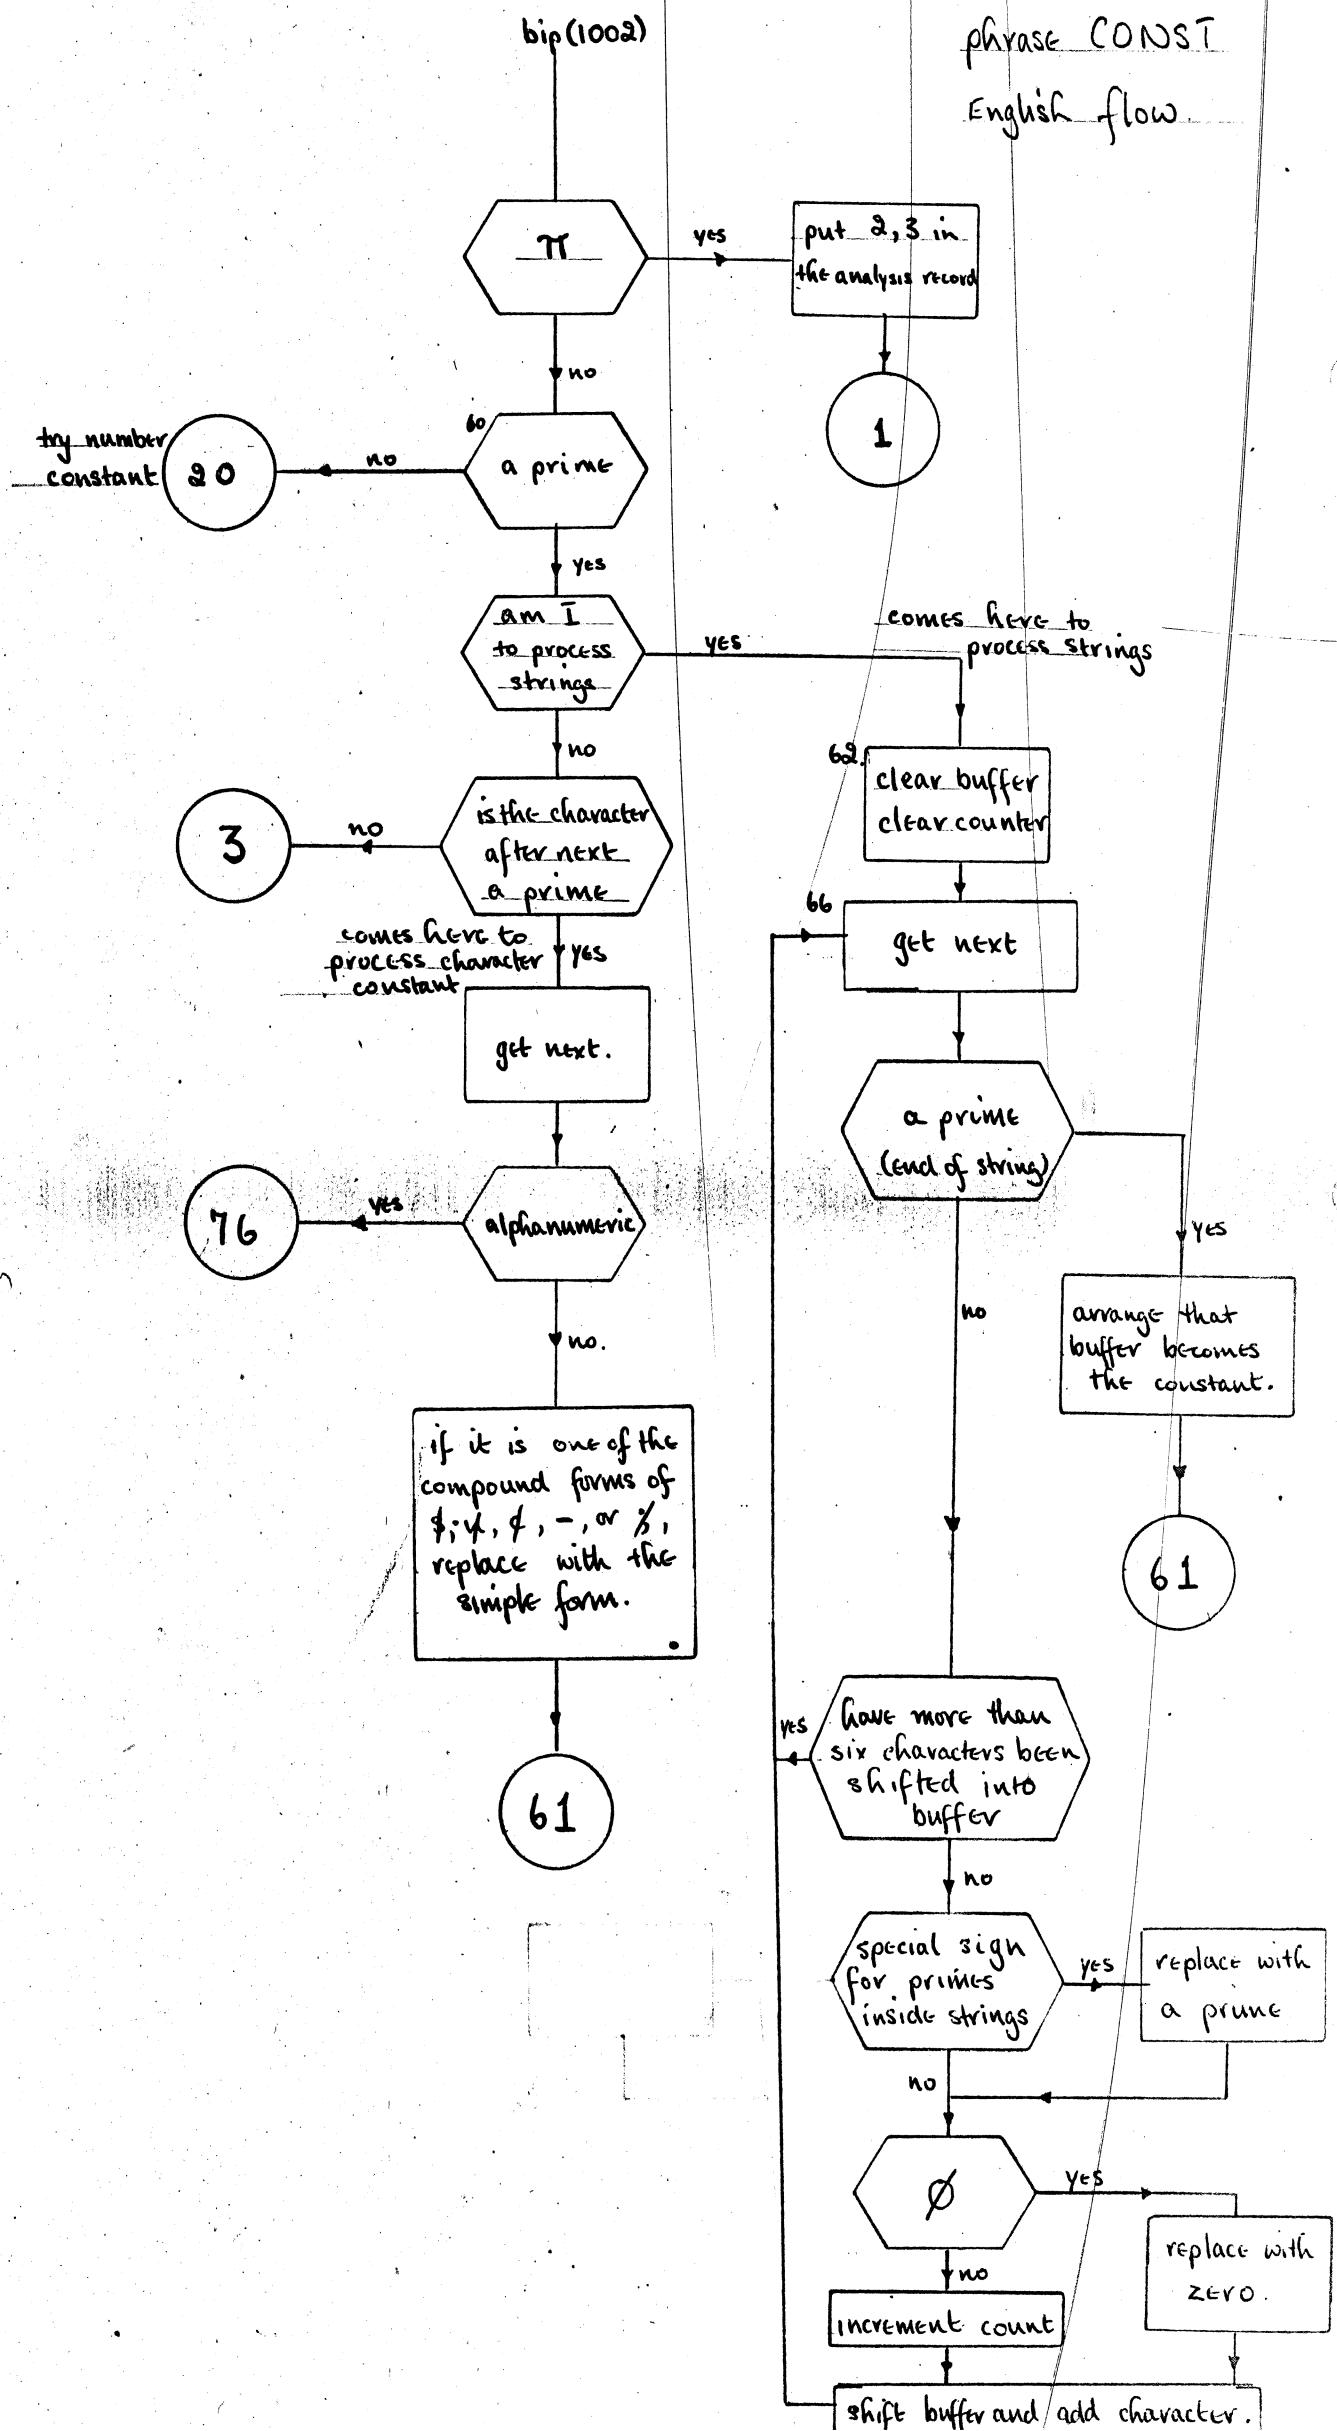 bip(1002)
phrase CONST
English flow.
π
yes
put 2,3 in
the analysis record
no
1
60
a prime
no
try number
constant
20
yes
am I
to process
strings
yes
comes here to
process strings
no
62.
clear buffer
clear counter
is the character
after next
a prime
no
3
66
get next
comes here to
process character
constant
yes
get next.
a prime
(end of string)
yes
alphanumeric
yes
76
no
arrange that
buffer becomes
the constant.
no.
61
if it is one of the
compound forms of
or
replace with the
simple form.
61
have more than
six characters been
shifted into
buffer
yes
no
special sign
for primes
inside strings
yes
replace with
a prime
no
∅
yes
replace with
zero.
no
increment count
shift buffer and add character.